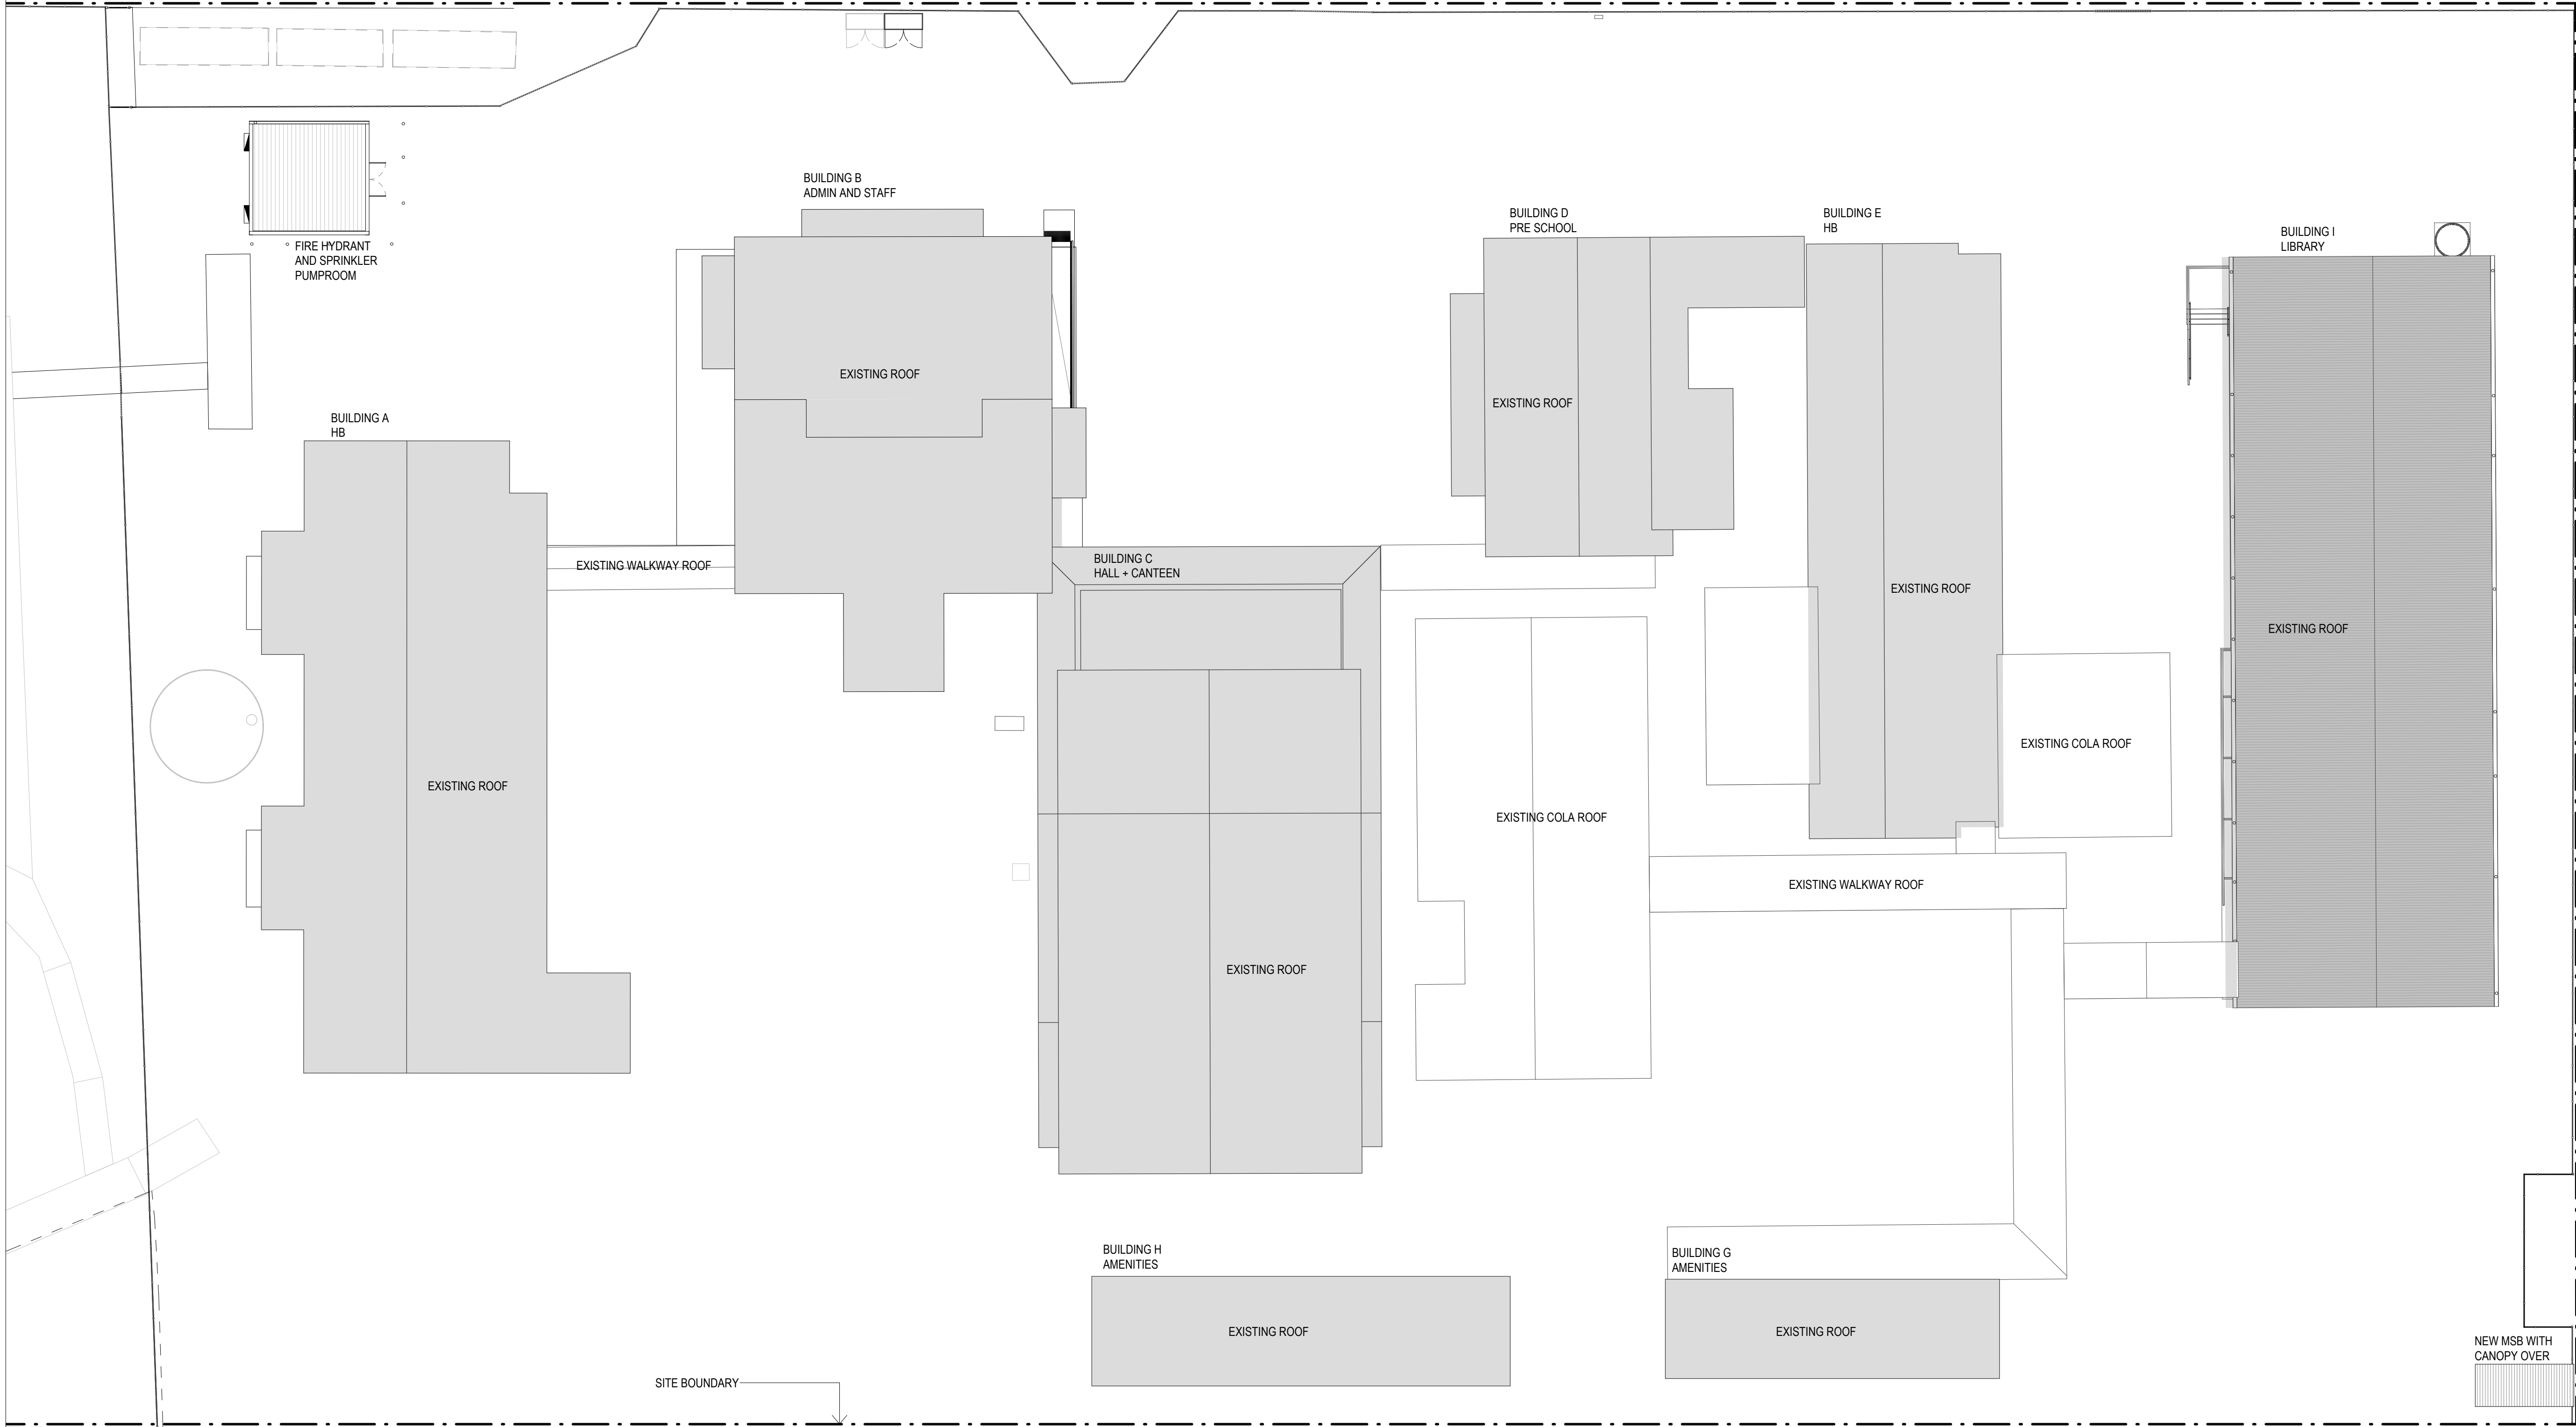 BUILDING B
ADMIN AND STAFF
BUILDING D
PRE SCHOOL
BUILDING E
HB
BUILDING I
LIBRARY
FIRE HYDRANT
AND SPRINKLER
PUMPROOM
EXISTING ROOF
EXISTING ROOF
BUILDING A
HB
EXISTING WALKWAY ROOF
BUILDING C
HALL + CANTEEN
EXISTING ROOF
EXISTING ROOF
EXISTING COLA ROOF
EXISTING ROOF
EXISTING COLA ROOF
EXISTING WALKWAY ROOF
EXISTING ROOF
BUILDING H
AMENITIES
BUILDING G
AMENITIES
EXISTING ROOF
EXISTING ROOF
NEW MSB WITH
CANOPY OVER
SITE BOUNDARY